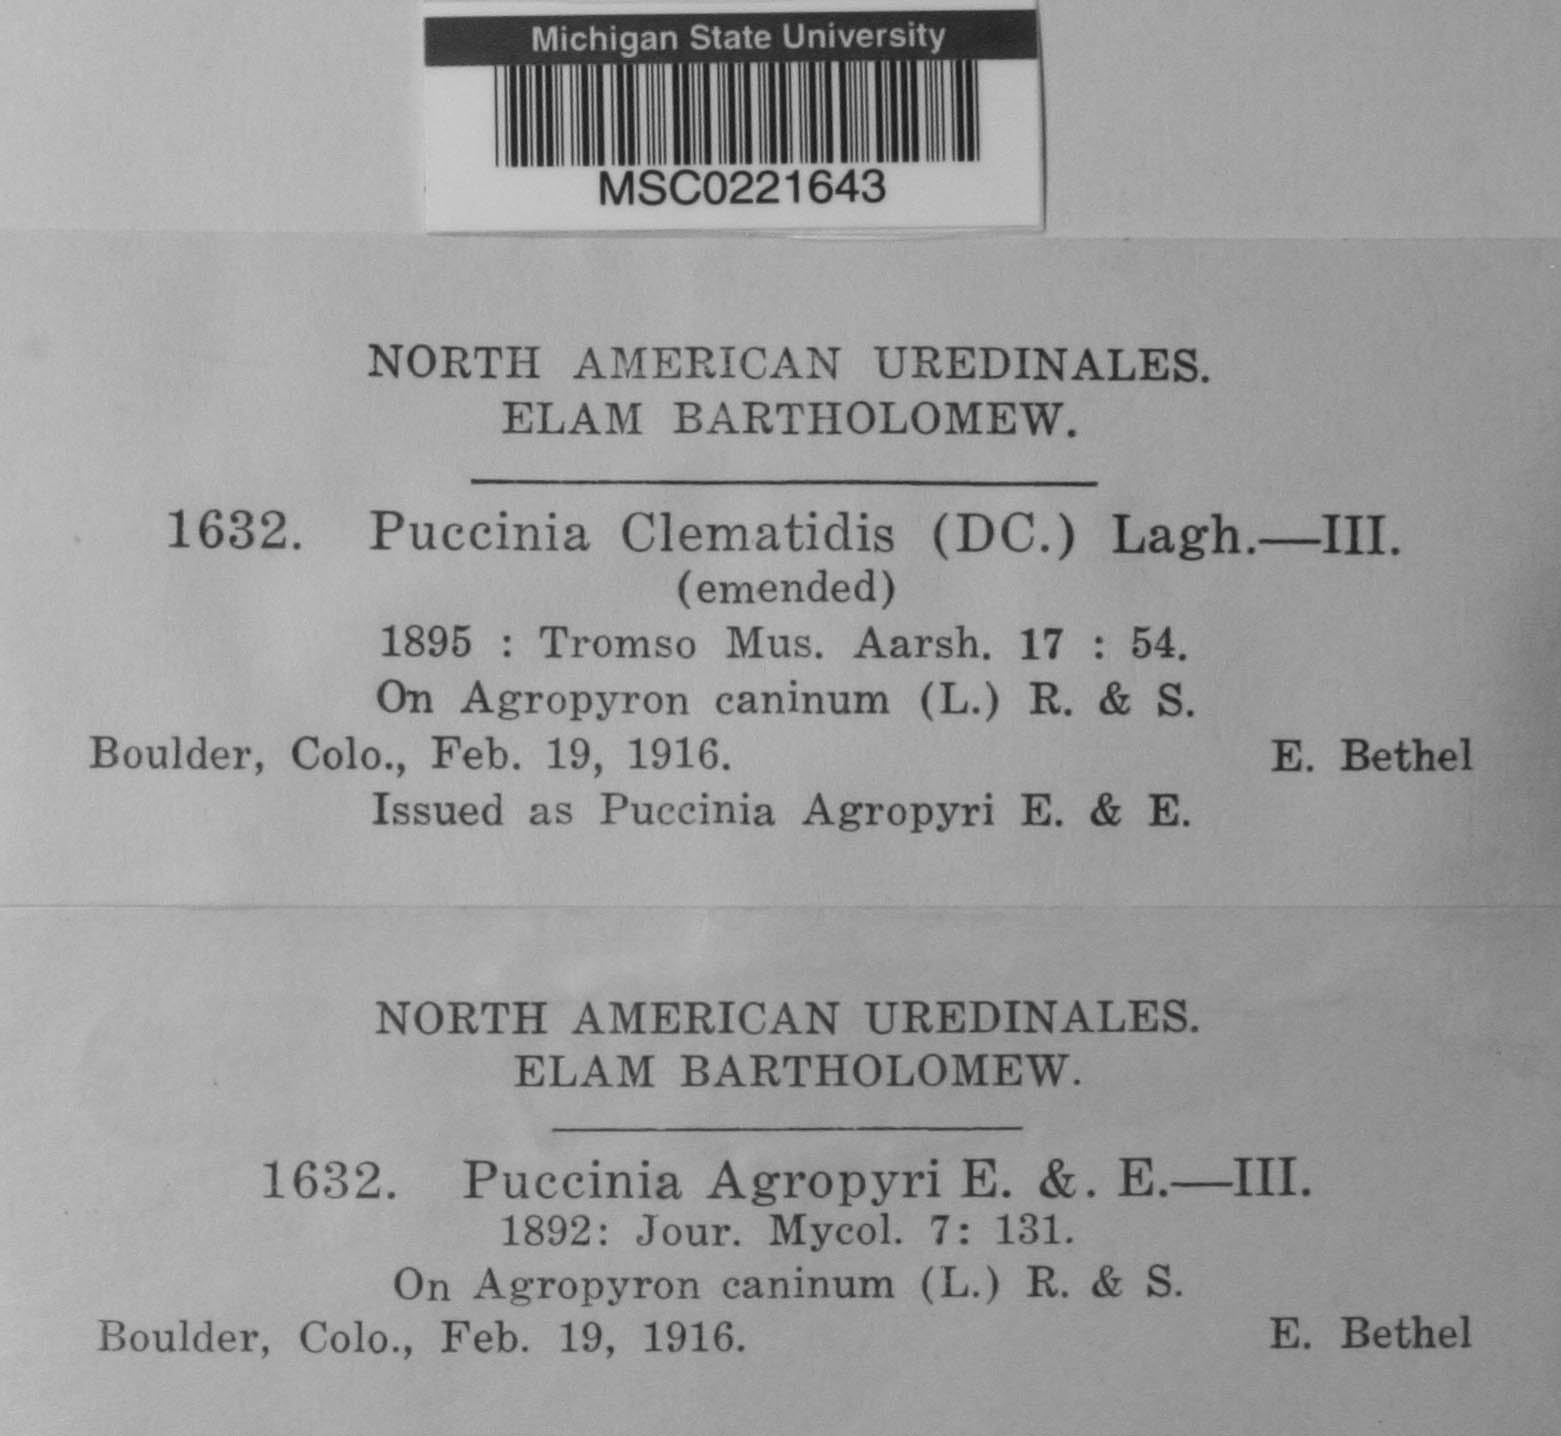 Michigan State University
MSC0221643
NORTH AMERICAN UREDINALES.
ELAM BARTHOLOMEW.
1632. Puccinia Clematidis (DC.) Lagh.—III.
(emended)
1895 : Tromso Mus. Aarsh. 17 : 54.
On Agropyron caninum (L.) R. & S.
Boulder, Colo., Feb. 19, 1916. E. Bethel
Issued as Puccinia Agropyri E. & E.
NORTH AMERICAN UREDINALES.
ELAM BARTHOLOMEW.
1632. Puccinia Agropyri E. &. E.—III.
1892: Jour. Mycol. 7: 131.
On Agropyron caninum (L.) R. & S.
Boulder, Colo., Feb. 19, 1916. E. Bethel